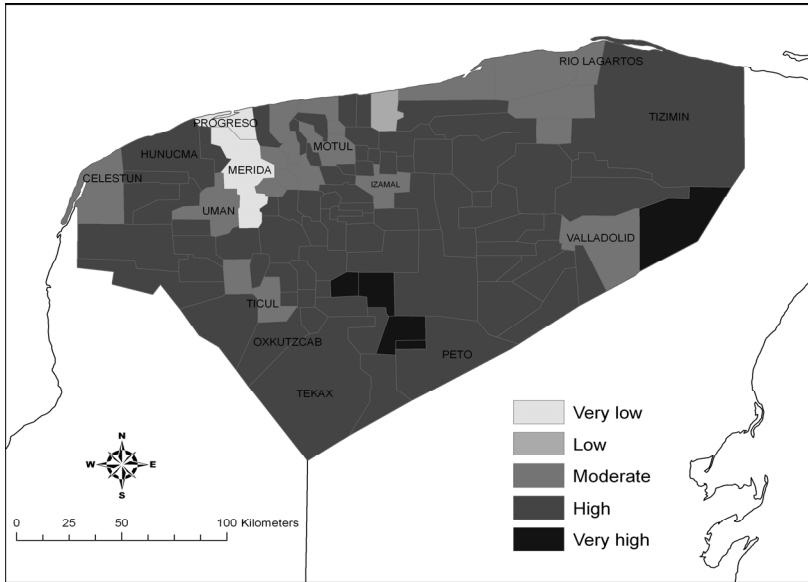 RIO LAGARTOS
TIZIMIN
PROGRESO
HUNUCMA
MOTUL
MERIDA
CELESTUN
IZAMAL
UMAN
VALLADOLID
TICUL
OXKUTZCAB
PETO
TEKAX
Very low
Low
Moderate
High
Very high
N
W E
S
0 25 50 100 Kilometers